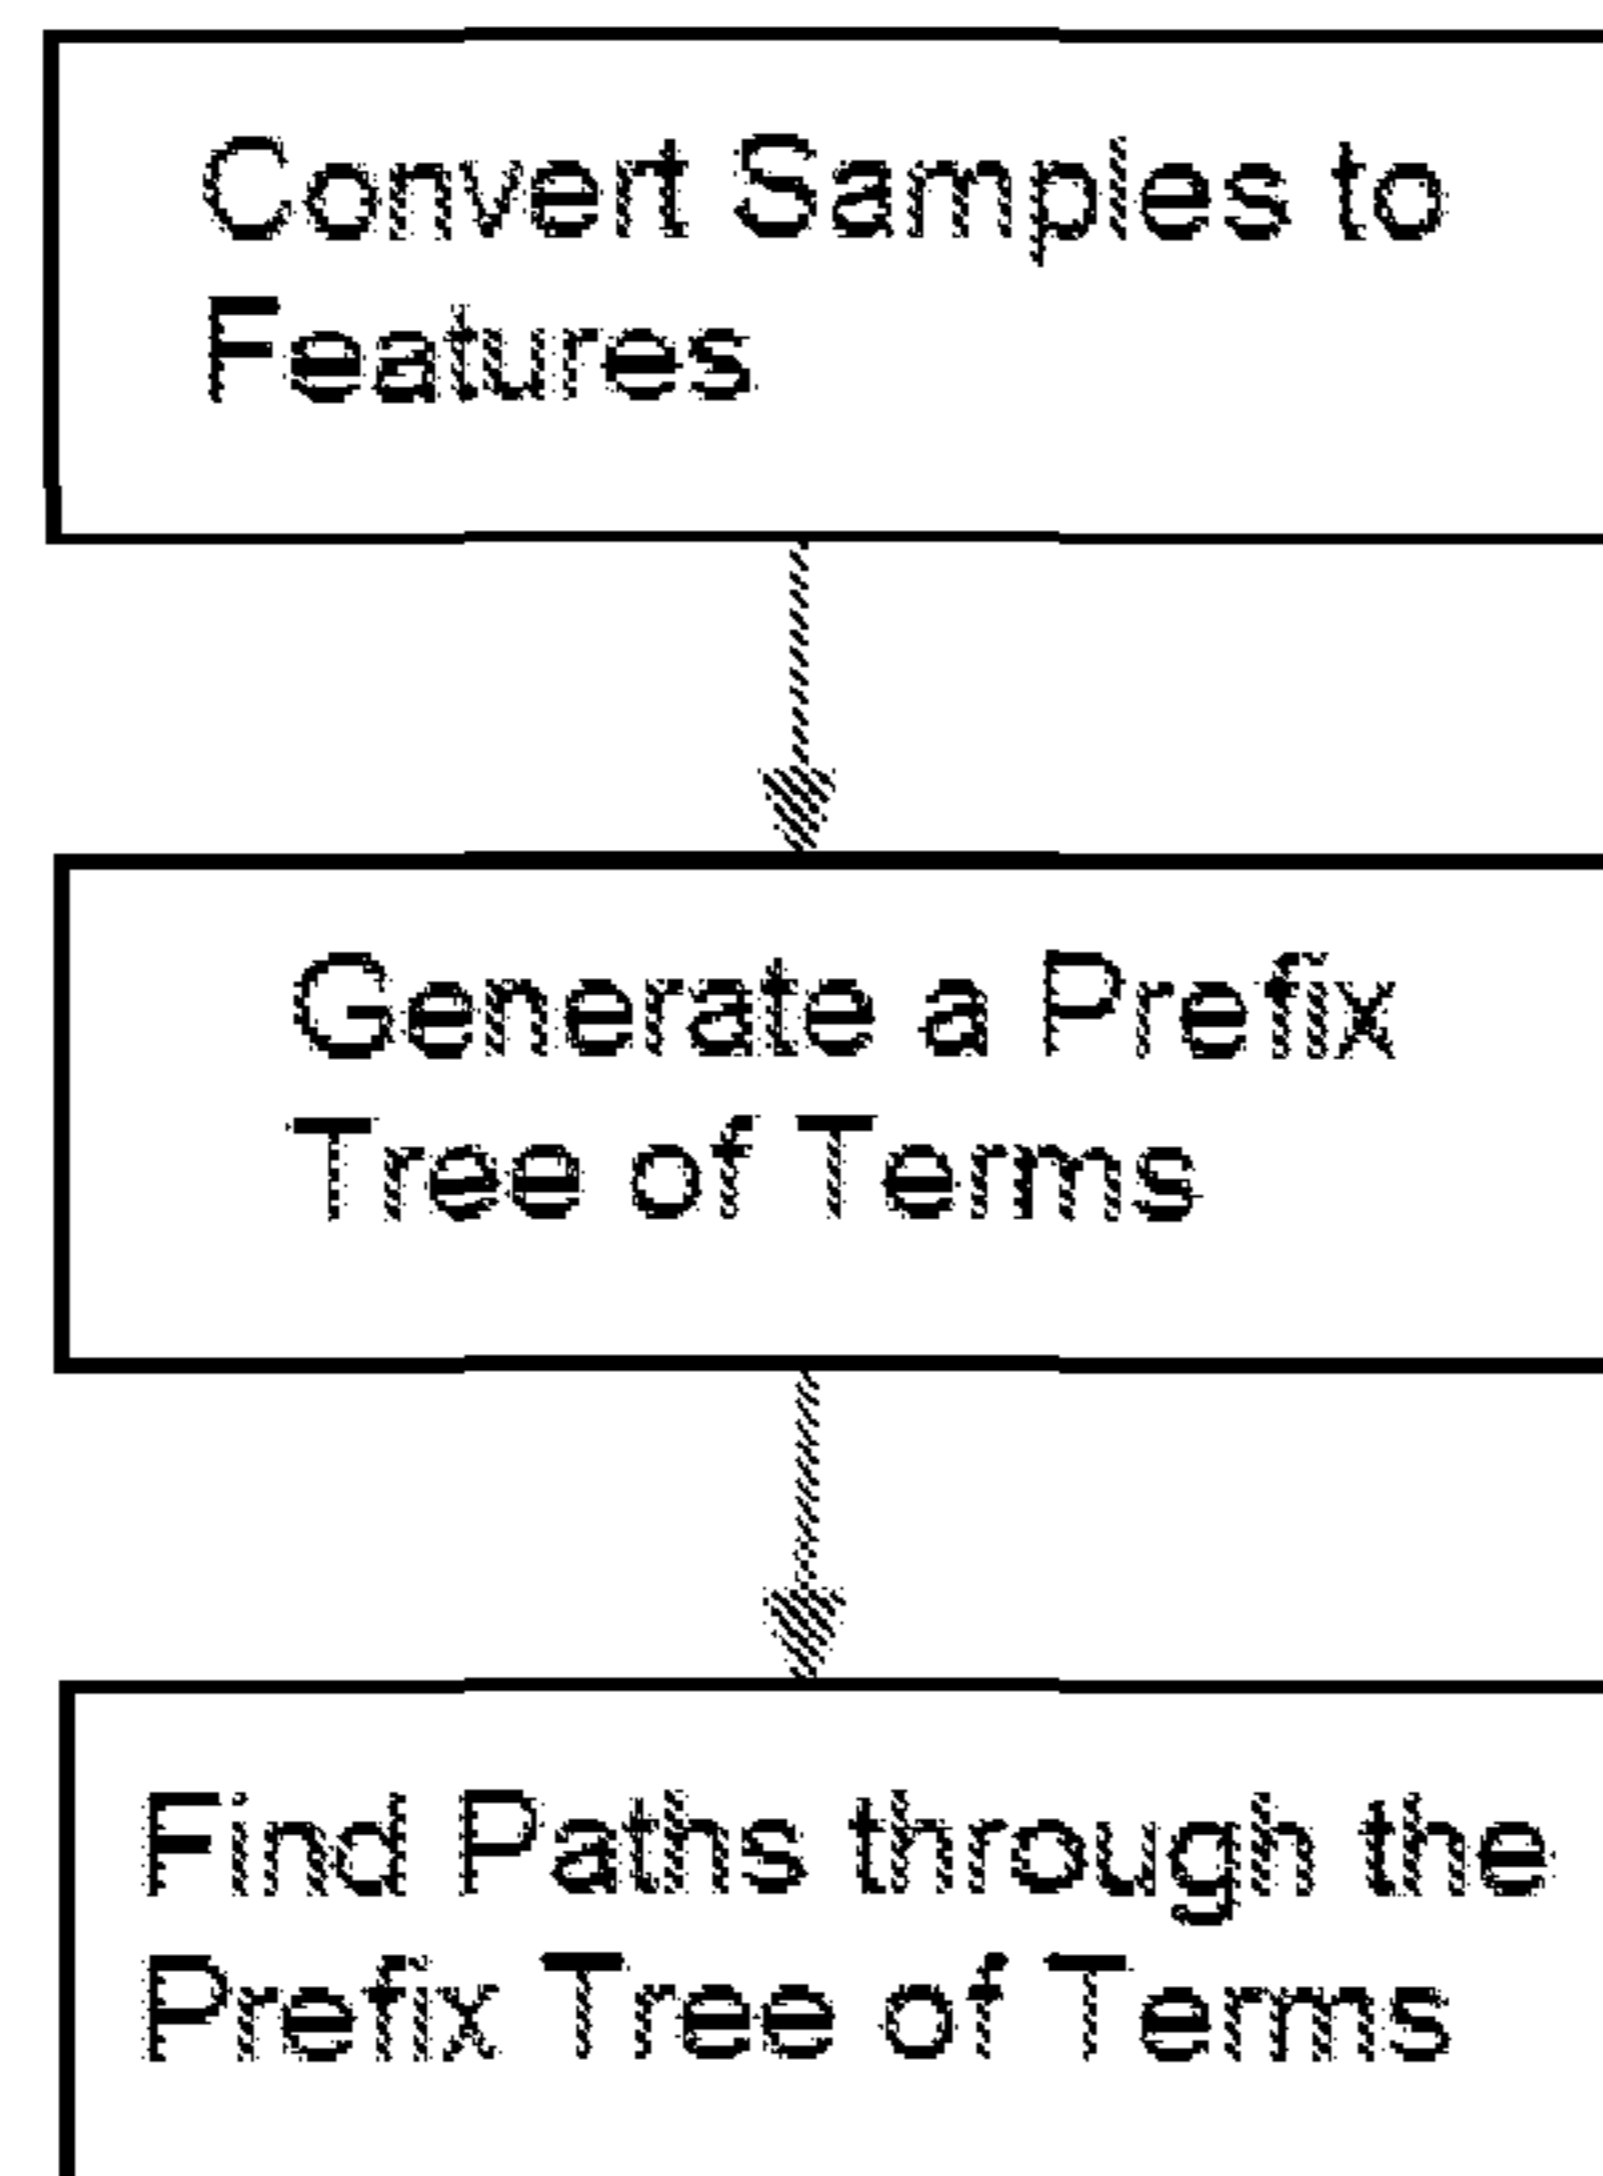 Convert Samples to
Features
Generate a Prefix
Tree of Terms
Find Paths through the
Prefix Tree of Terms